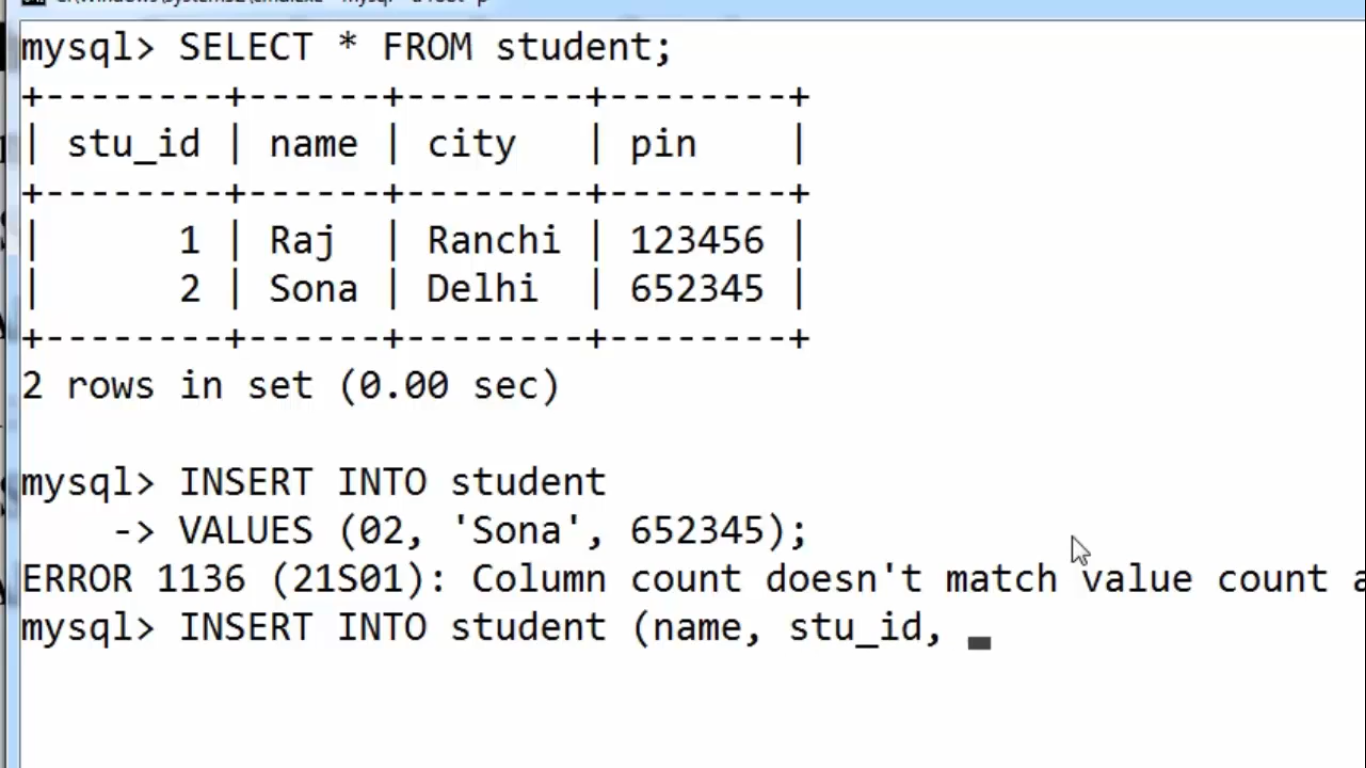 mysql> SELECT * FROM student;
+--------+------+--------+--------+
| stu_id | name | city   | pin    |
+--------+------+--------+--------+
|      1 | Raj  | Ranchi | 123456 |
|      2 | Sona | Delhi  | 652345 |
+--------+------+--------+--------+
2 rows in set (0.00 sec)
mysql> INSERT INTO student
    -> VALUES (02, 'Sona', 652345);
ERROR 1136 (21S01): Column count doesn't match value count a
mysql> INSERT INTO student (name, stu_id,